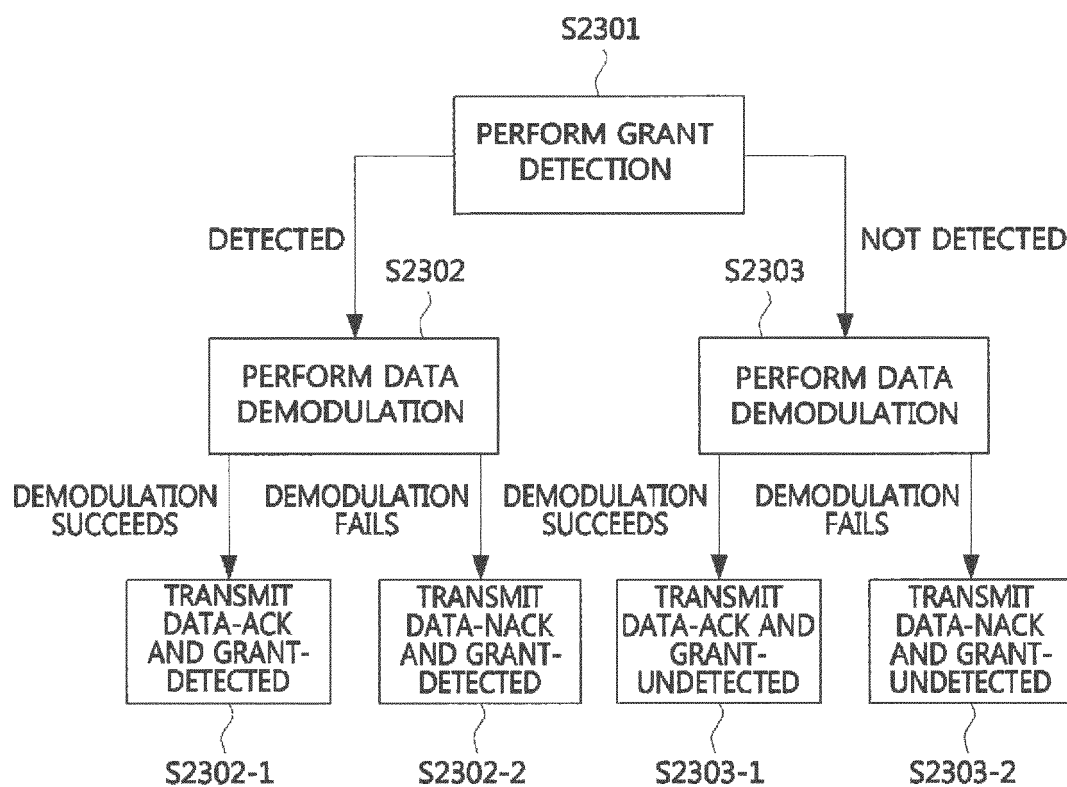 S2301
PERFORM GRANT
DETECTION
DETECTED
NOT DETECTED
S2302
S2303
PERFORM DATA
DEMODULATION
PERFORM DATA
DEMODULATION
DEMODULATION
SUCCEEDS
DEMODULATION
FAILS
DEMODULATION
SUCCEEDS
DEMODULATION
FAILS
TRANSMIT
DATA-ACK
AND GRANT-
DETECTED
TRANSMIT
DATA-NACK
AND GRANT-
DETECTED
TRANSMIT
DATA-ACK AND
GRANT-
UNDETECTED
TRANSMIT
DATA-NACK
AND GRANT-
UNDETECTED
S2302-1
S2302-2
S2303-1
S2303-2